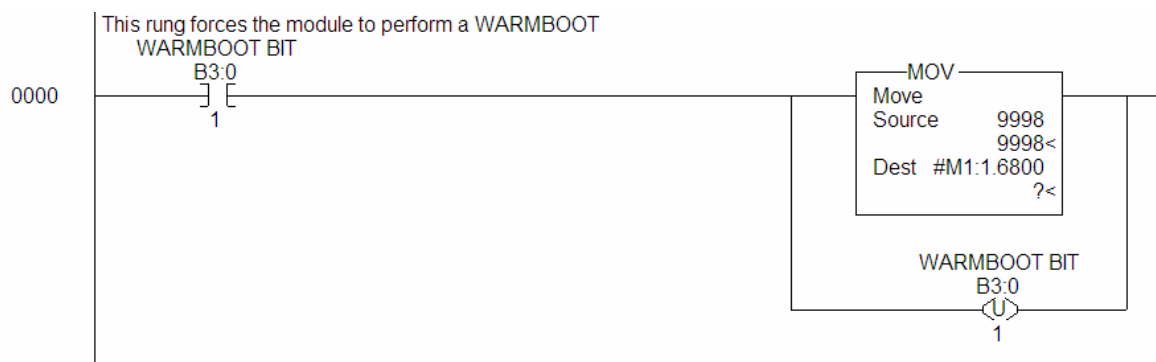 This rung forces the module to perform a WARMBOOT
WARMBOOT BIT
B3:0
0000
1
MOV
Move
Source 9998
9998<
Dest #M1:1.6800
?<
WARMBOOT BIT
B3:0
U
1